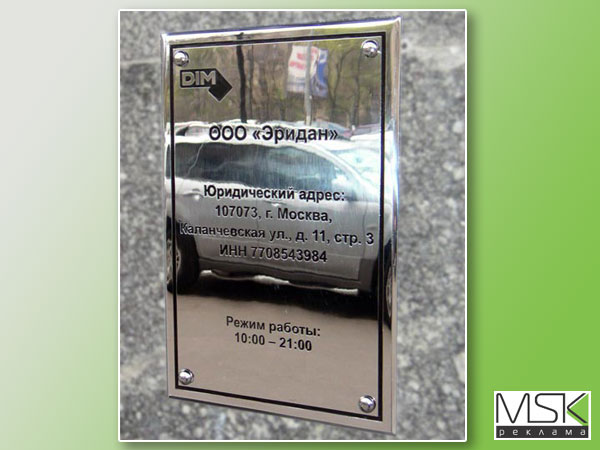 DIM
ООО «Эридан»
Юридический адрес:
107073, г. Москва,
Каланчевская ул., д. 11, стр. 3
ИНН 7708543984
Режим работы:
10:00 – 21:00
MSK
реклама